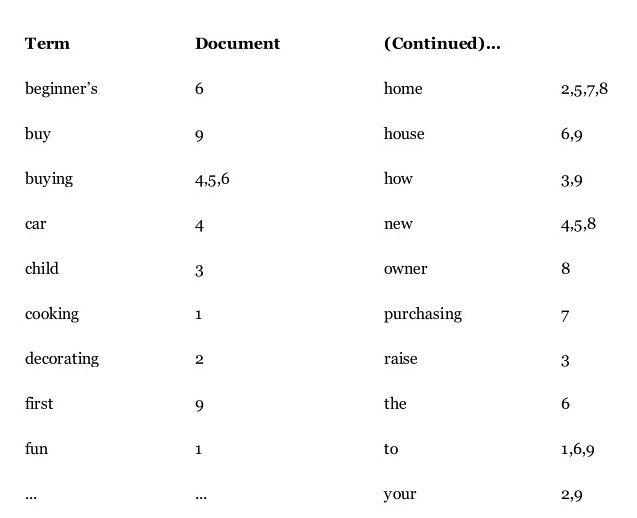 Term Document (Continued)...
beginner’s 6 home 2,5,7,8
buy 9 house 6,9
buying 4,5,6 how 3,9
car 4 new 4,5,8
child 3 owner 8
cooking 1 purchasing 7
decorating 2 raise 3
first 9 the 6
fun 1 to 1,6,9
... ... your 2,9